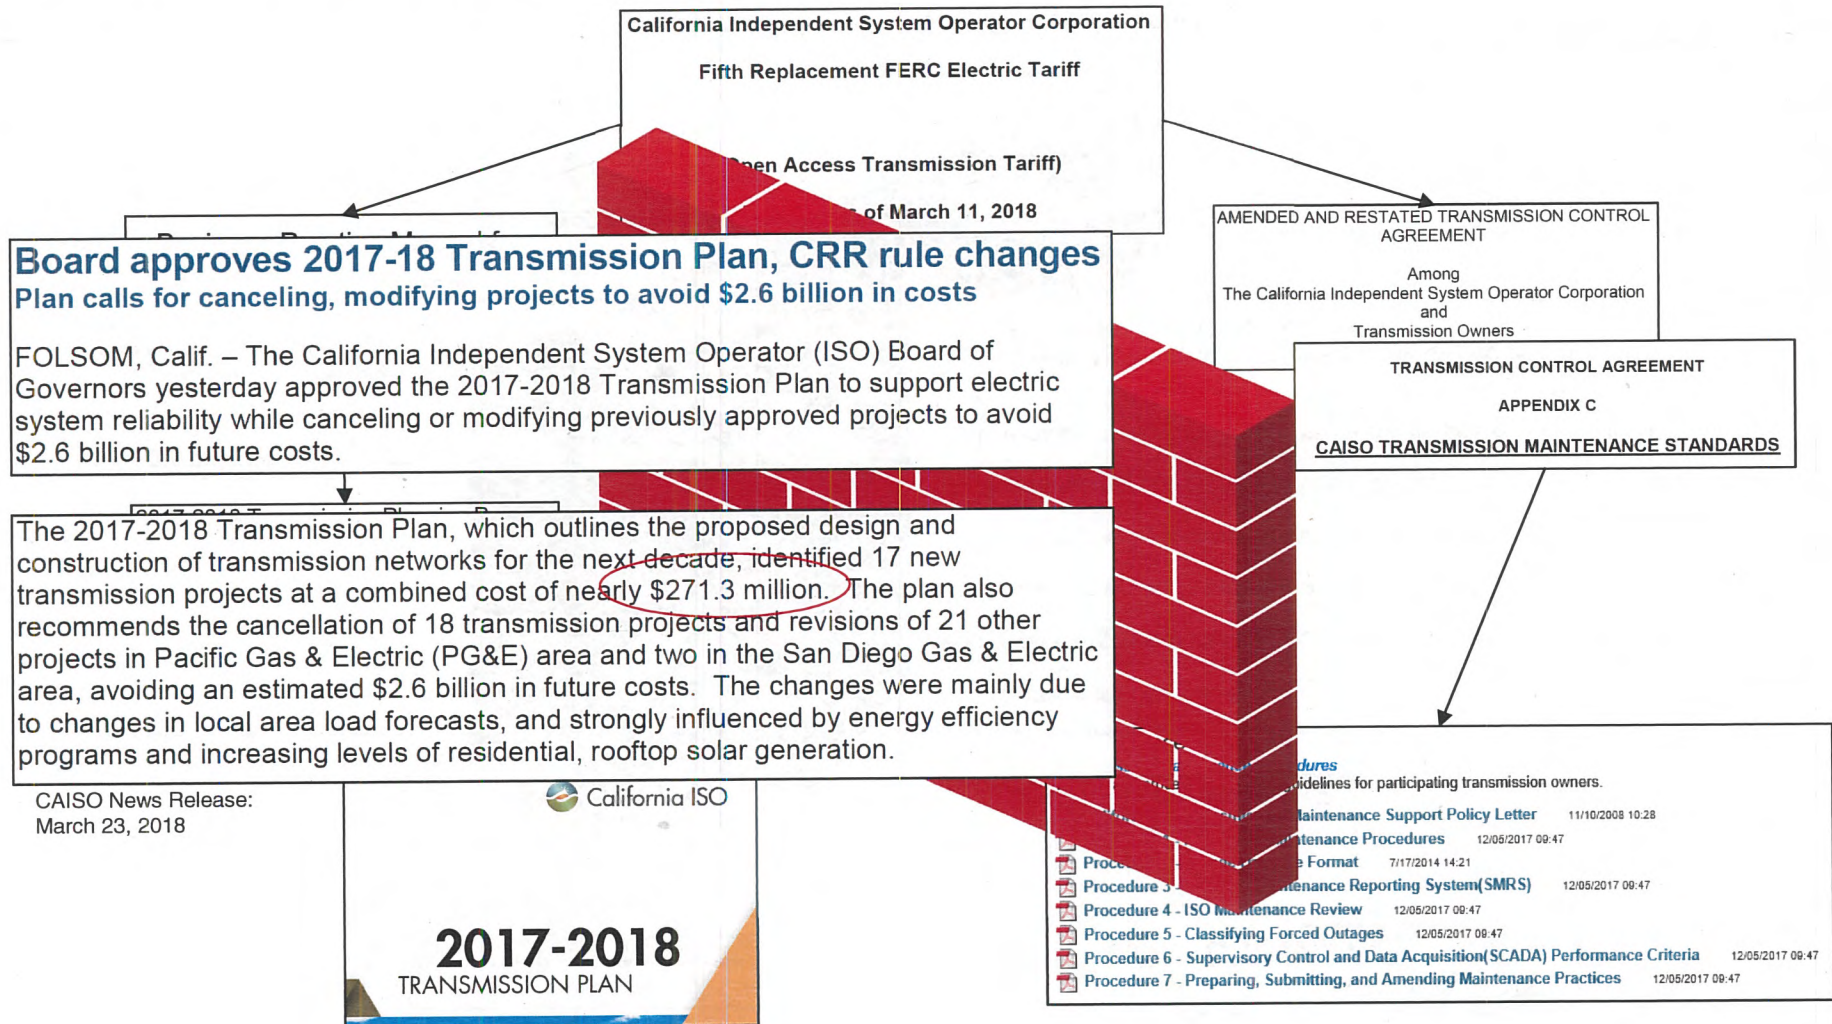 California Independent System Operator Corporation
Fifth Replacement FERC Electric Tariff
Open Access Transmission Tariff)
of March 11, 2018
Board approves 2017-18 Transmission Plan, CRR rule changes
Plan calls for canceling, modifying projects to avoid $2.6 billion in costs
FOLSOM, Calif. – The California Independent System Operator (ISO) Board of
Governors yesterday approved the 2017-2018 Transmission Plan to support electric
system reliability while canceling or modifying previously approved projects to avoid
$2.6 billion in future costs.
The 2017-2018 Transmission Plan, which outlines the proposed design and
construction of transmission networks for the next decade, identified 17 new
transmission projects at a combined cost of nearly $271.3 million. The plan also
recommends the cancellation of 18 transmission projects and revisions of 21 other
projects in Pacific Gas & Electric (PG&E) area and two in the San Diego Gas & Electric
area, avoiding an estimated $2.6 billion in future costs. The changes were mainly due
to changes in local area load forecasts, and strongly influenced by energy efficiency
programs and increasing levels of residential, rooftop solar generation.
CAISO News Release:
March 23, 2018
California ISO
2017-2018
TRANSMISSION PLAN
AMENDED AND RESTATED TRANSMISSION CONTROL
AGREEMENT
Among
The California Independent System Operator Corporation
and
Transmission Owners
TRANSMISSION CONTROL AGREEMENT
APPENDIX C
CAISO TRANSMISSION MAINTENANCE STANDARDS
guidelines for participating transmission owners.
Maintenance Support Policy Letter 11/10/2008 10:28
Maintenance Procedures 12/05/2017 09:47
Format 7/17/2014 14:21
Procedure 3 - Maintenance Reporting System(SMRS) 12/05/2017 09:47
Procedure 4 - ISO Maintenance Review 12/05/2017 09:47
Procedure 5 - Classifying Forced Outages 12/05/2017 09:47
Procedure 6 - Supervisory Control and Data Acquisition(SCADA) Performance Criteria 12/05/2017 09:47
Procedure 7 - Preparing, Submitting, and Amending Maintenance Practices 12/05/2017 09:47